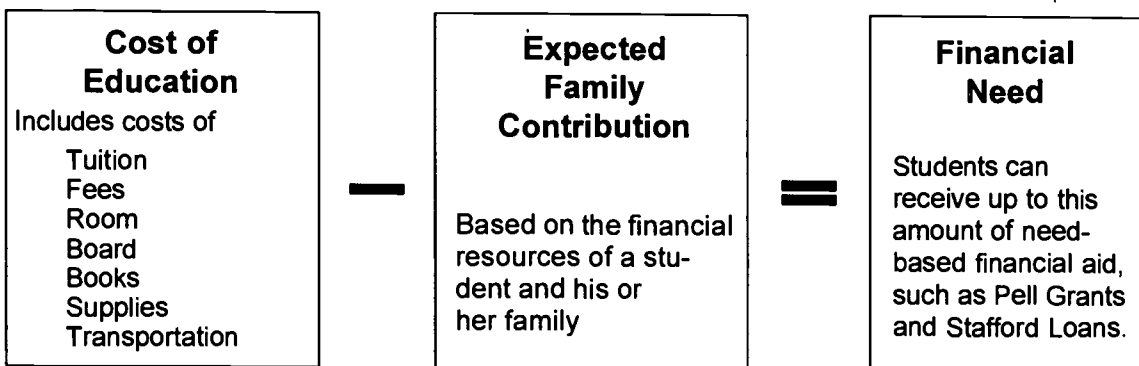 Cost of
Education
Includes costs of
Tuition
Fees
Room
Board
Books
Supplies
Transportation
—
Expected
Family
Contribution
Based on the financial
resources of a stu-
dent and his or
her family
=
Financial
Need
Students can
receive up to this
amount of need-
based financial aid,
such as Pell Grants
and Stafford Loans.